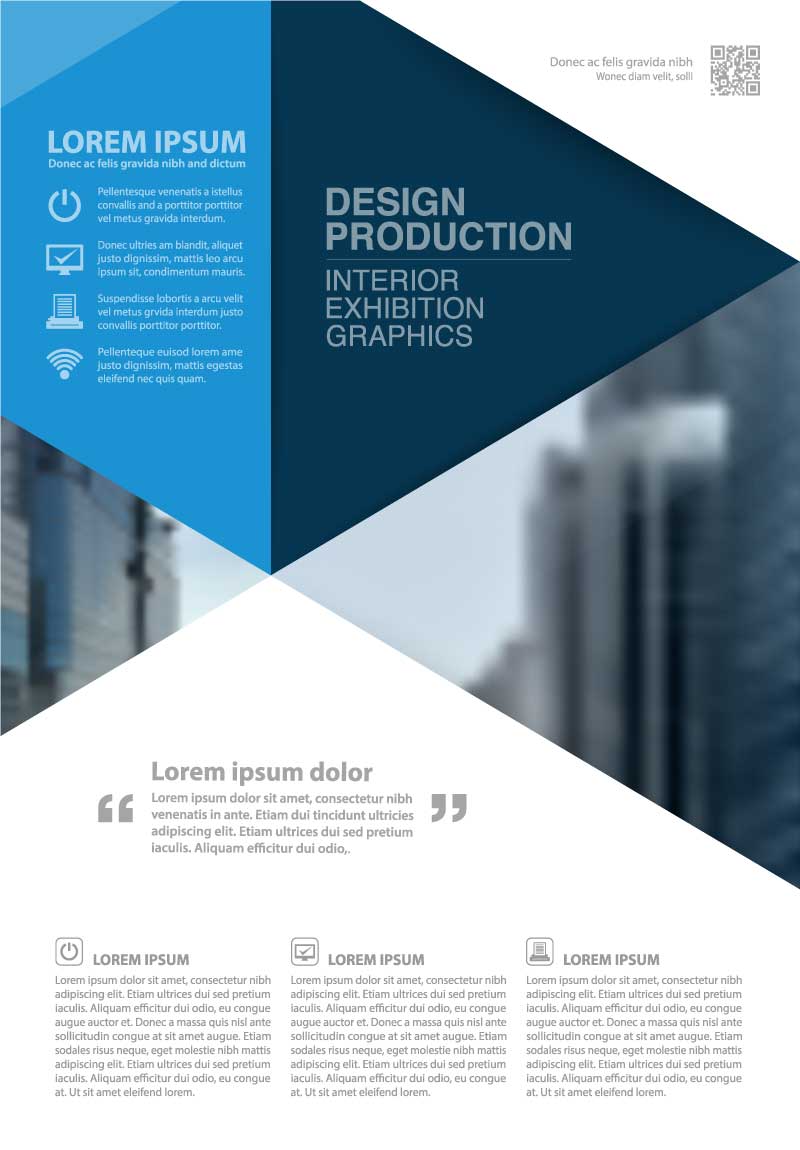 Donec ac felis gravida nibh
Wonec diam velit, solli
LOREM IPSUM
Donec ac felis gravida nibh and dictum
Pellentesque venenatis a istellus
convallis and a porttitor porttitor
vel metus gravida interdum.
Donec ultries am blandit, aliquet
justo dignissim, mattis leo arcu
ipsum sit, condimentum mauris.
Suspendisse lobortis a arcu velit
vel metus grvida interdum justo
convallis porttitor porttitor.
Pellenteque euisod lorem ame
justo dignissim, mattis egestas
eleifend nec quis quam.
DESIGN
PRODUCTION
INTERIOR
EXHIBITION
GRAPHICS
Lorem ipsum dolor
“ Lorem ipsum dolor sit amet, consectetur nibh ”
venenatis in ante. Etiam dui tincidunt ultricies
adipiscing elit. Etiam ultrices dui sed pretium
iaculis. Aliquam efficitur dui odio,.
LOREM IPSUM
Lorem ipsum dolor sit amet, consectetur nibh
adipiscing elit. Etiam ultrices dui sed pretium
iaculis. Aliquam efficitur dui odio, eu congue
augue auctor et. Donec a massa quis nisl ante
sollicitudin congue at congue at turpis. Etiam
sodales risus neque, eget molestie nibh mattis
adipiscing elit. Etiam ultrices dui sed pretium
iaculis. Aliquam efficitur dui odio, eu congue
at. Ut sit amet eleifend lorem.
LOREM IPSUM
Lorem ipsum dolor sit amet, consectetur nibh
adipiscing elit. Etiam ultrices dui sed pretium
iaculis. Aliquam efficitur dui odio, eu congue
augue auctor et. Donec a massa quis nisl ante
sollicitudin congue at congue at turpis. Etiam
sodales risus neque, eget molestie nibh mattis
adipiscing elit. Etiam ultrices dui sed pretium
iaculis. Aliquam efficitur dui odio, eu congue
at. Ut sit amet eleifend lorem.
LOREM IPSUM
Lorem ipsum dolor sit amet, consectetur nibh
adipiscing elit. Etiam ultrices dui sed pretium
iaculis. Aliquam efficitur dui odio, eu congue
augue auctor et. Donec a massa quis nisl ante
sollicitudin congue at congue at turpis. Etiam
sodales risus neque, eget molestie nibh mattis
adipiscing elit. Etiam ultrices dui sed pretium
iaculis. Aliquam efficitur dui odio, eu congue
at. Ut sit amet eleifend lorem.